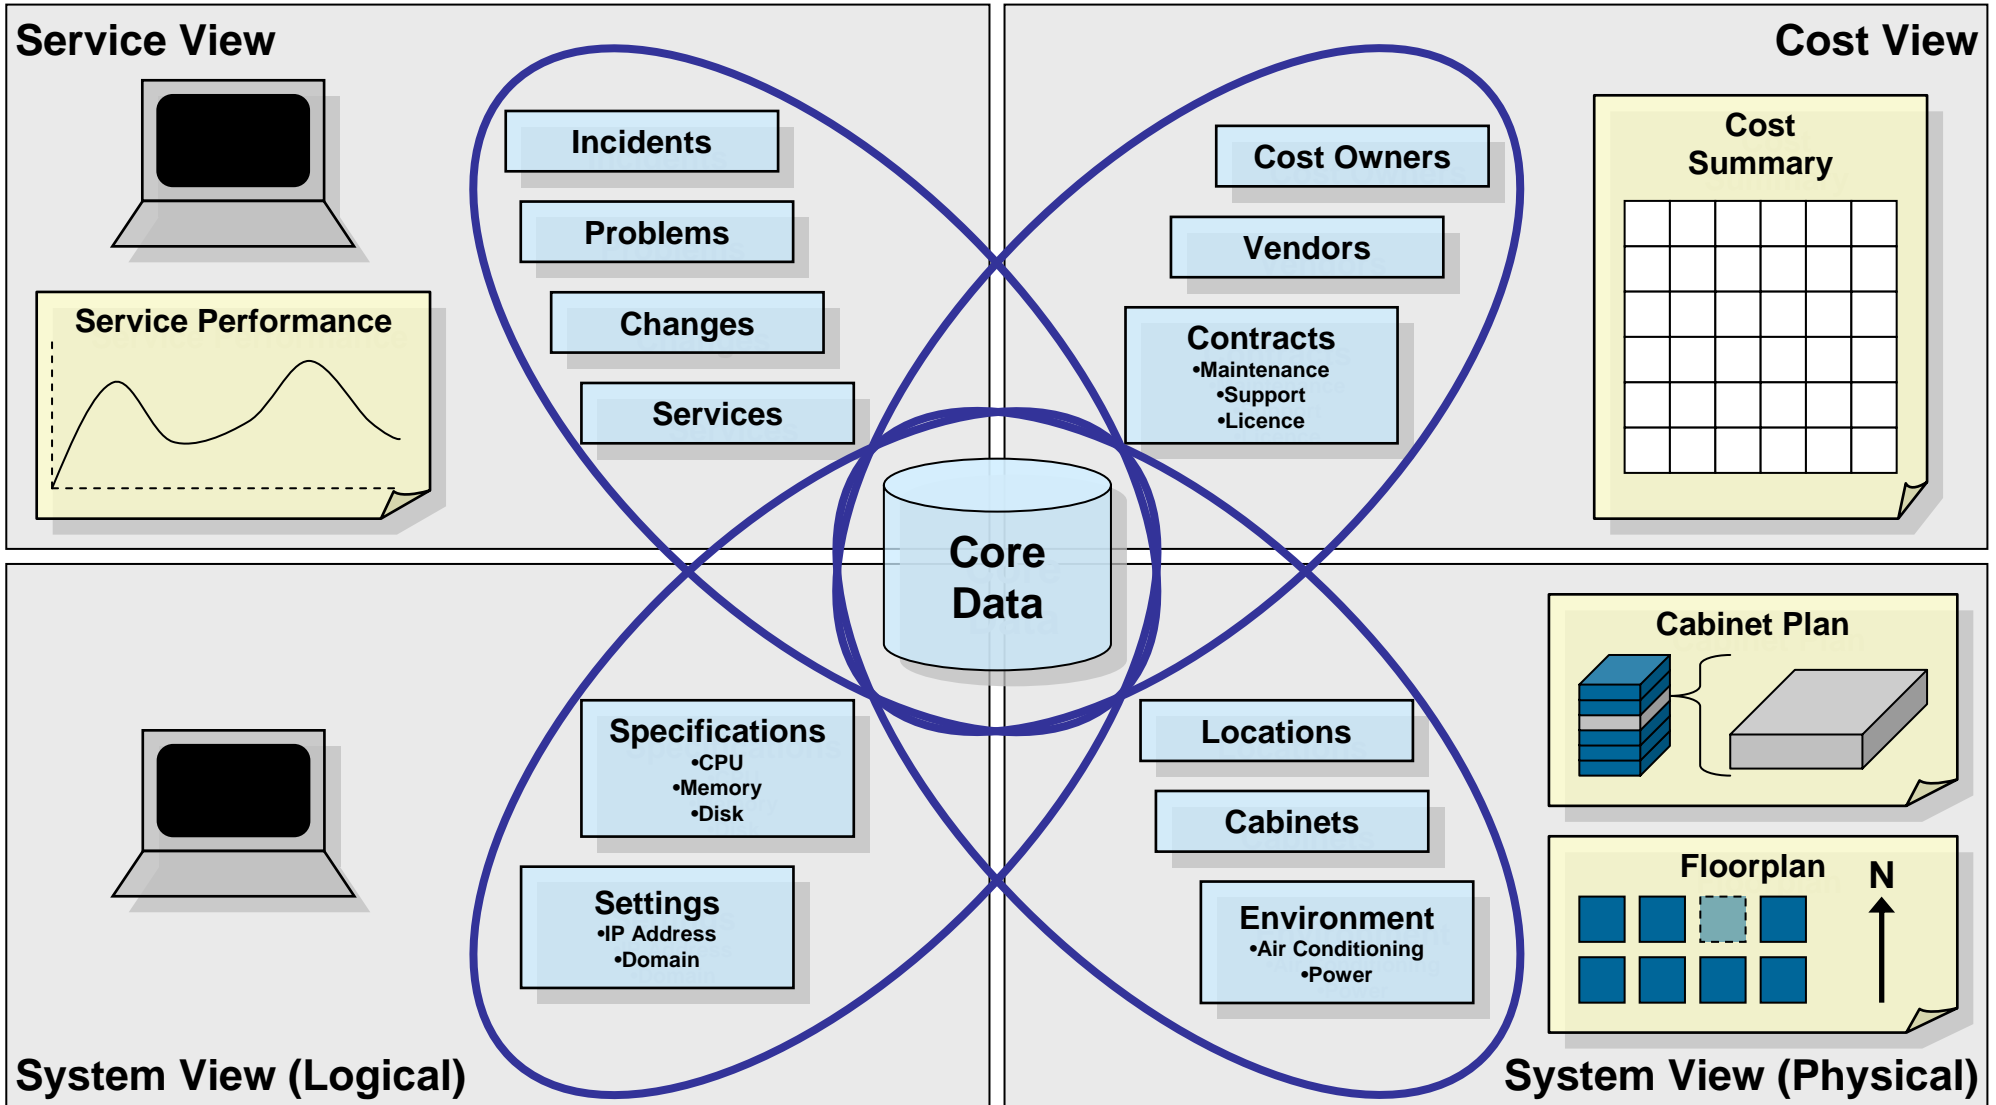 Service View
Service Performance
Incidents
Problems
Changes
Services
Cost View
Cost Owners
Vendors
Contracts
•Maintenance
•Support
•Licence
Cost
Summary
Core
Data
Specifications
•CPU
•Memory
•Disk
Settings
•IP Address
•Domain
System View (Logical)
Locations
Cabinets
Environment
•Air Conditioning
•Power
Cabinet Plan
Floorplan
N
System View (Physical)